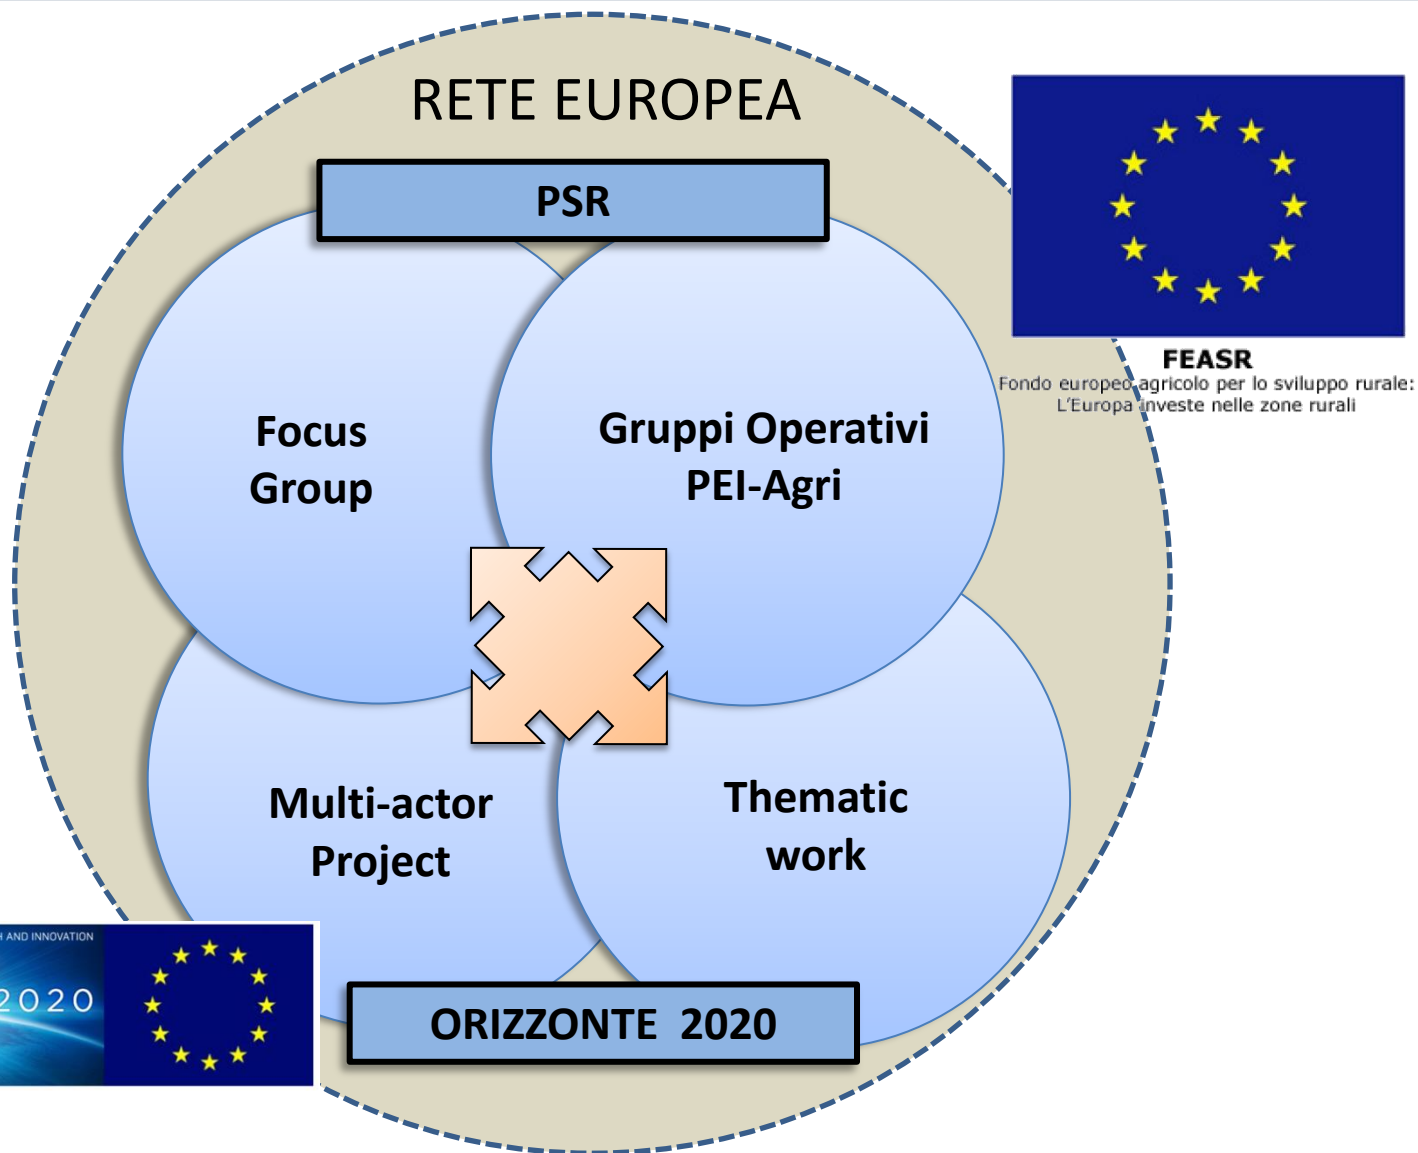 RETE EUROPEA
PSR
FEASR
Fondo europeo agricolo per lo sviluppo rurale:
L'Europa investe nelle zone rurali
Focus
Group
Gruppi Operativi
PEI-Agri
Multi-actor
Project
Thematic
work
H AND INNOVATION
2020
ORIZZONTE 2020